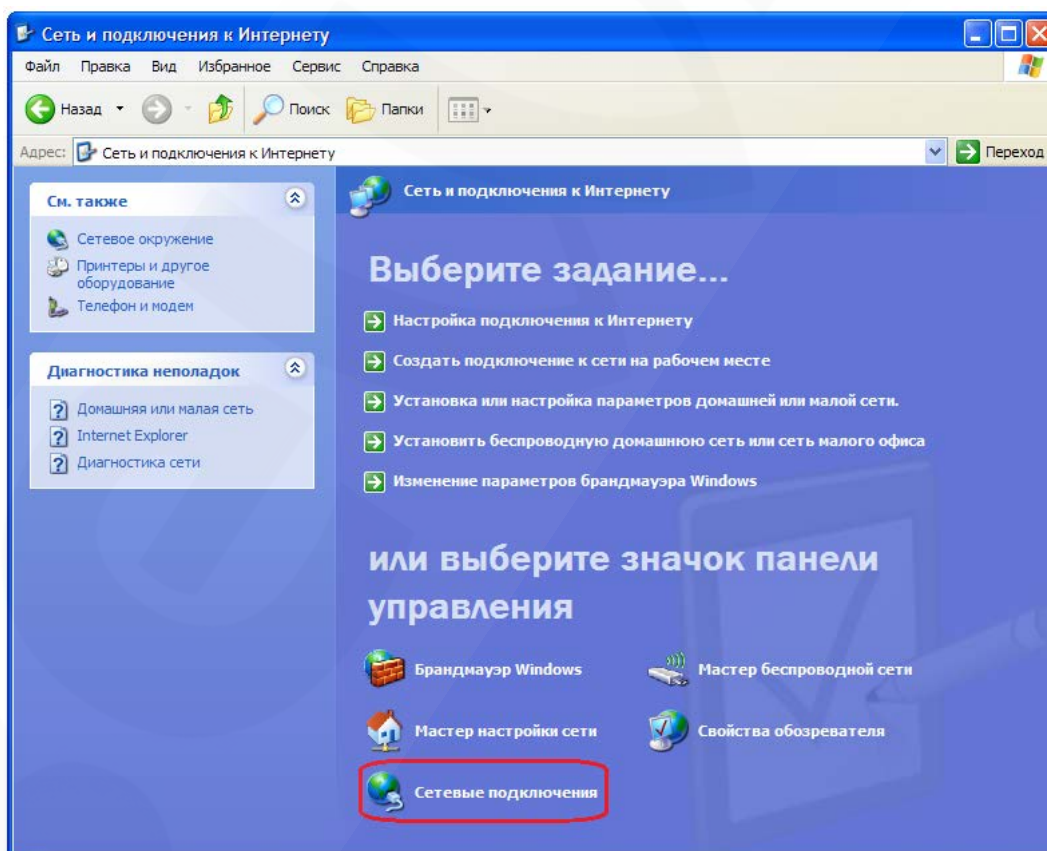 Сеть и подключения к Интернету
Файл Правка Вид Избранное Сервис Справка
Назад Поиск Папки
Адрес: Сеть и подключения к Интернету Переход
См. также
Сетевое окружение
Принтеры и другое
оборудование
Телефон и модем
Диагностика неполадок
Домашняя или малая сеть
Internet Explorer
Диагностика сети
Сеть и подключения к Интернету
Выберите задание...
Настройка подключения к Интернету
Создать подключение к сети на рабочем месте
Установка или настройка параметров домашней или малой сети.
Установить беспроводную домашнюю сеть или сеть малого офиса
Изменение параметров брандмауэра Windows
или выберите значок панели
управления
Брандмауэр Windows Мастер беспроводной сети
Мастер настройки сети Свойства обозревателя
Сетевые подключения